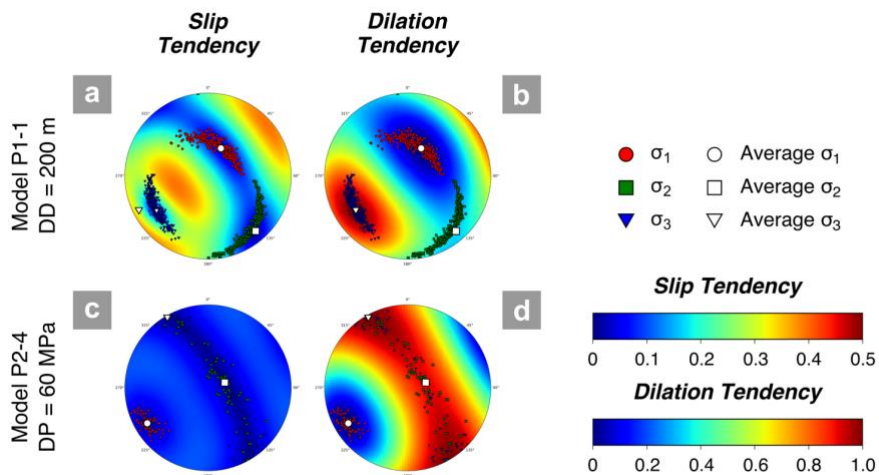 Slip
Tendency
Dilation
Tendency
a
b
Model P1-1
DD = 200 m
σ1
Average σ1
σ2
Average σ2
σ3
Average σ3
c
d
Model P2-4
DP = 60 MPa
Slip Tendency
0 0.1 0.2 0.3 0.4 0.5
Dilation Tendency
0 0.2 0.4 0.6 0.8 1.0